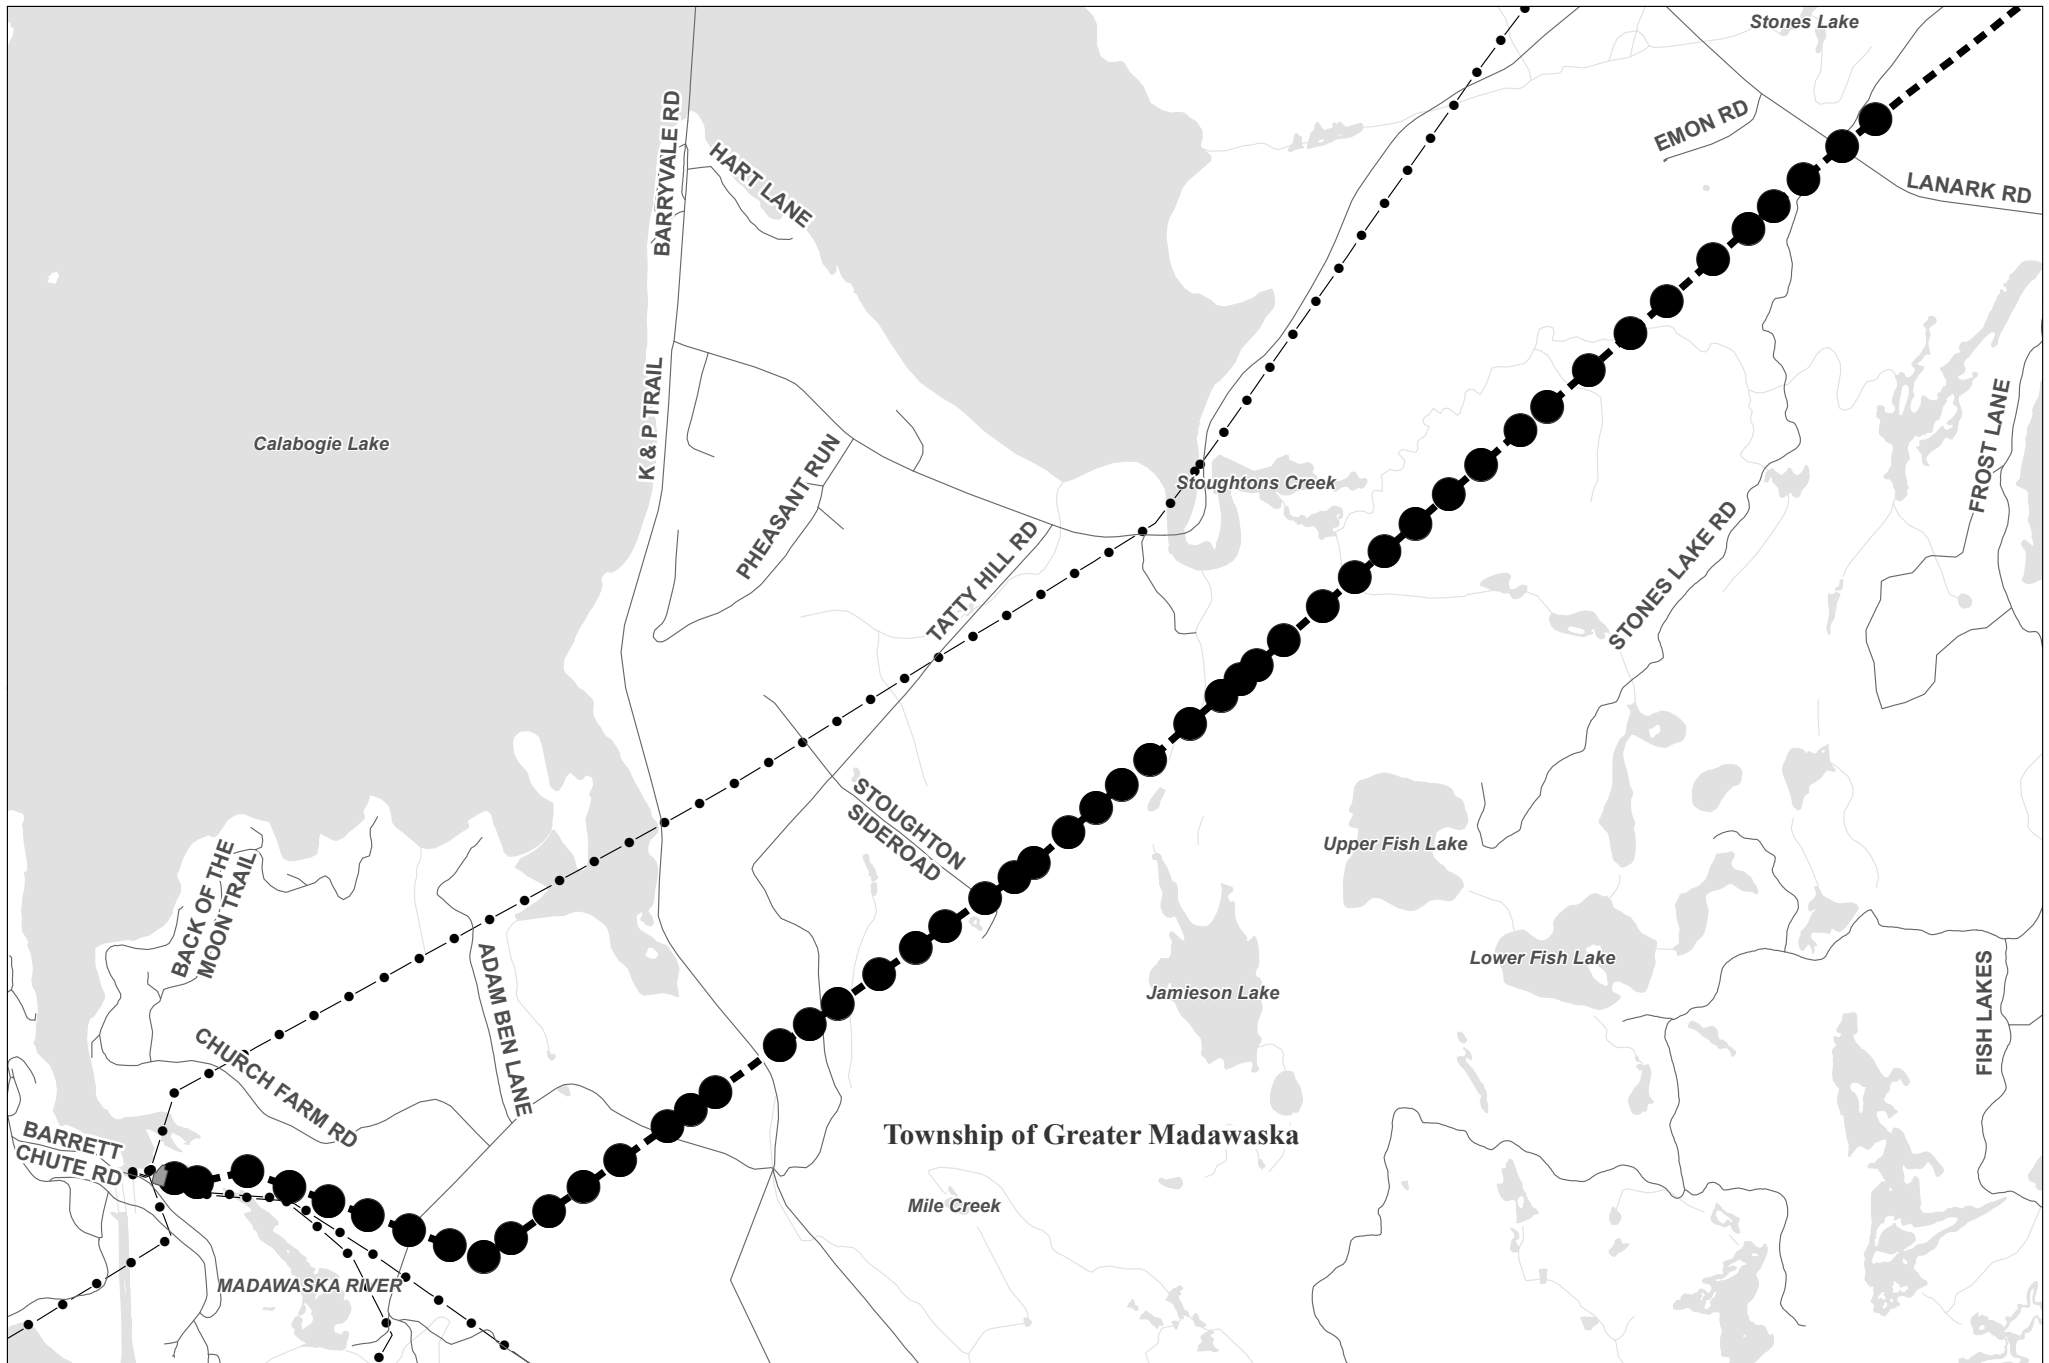 Stones Lake
EMON RD
LANARK RD
BARRYVALE RD
HART LANE
K & P TRAIL
Calabogie Lake
PHEASANT RUN
Stoughtons Creek
FROST LANE
TATTY HILL RD
STONES LAKE RD
STOUGHTON
SIDEROAD
Upper Fish Lake
BACK OF THE
MOON TRAIL
ADAM BEN LANE
Lower Fish Lake
Jamieson Lake
FISH LAKES
CHURCH FARM RD
BARRETT
CHUTE RD
Township of Greater Madawaska
Mile Creek
MADAWASKA RIVER